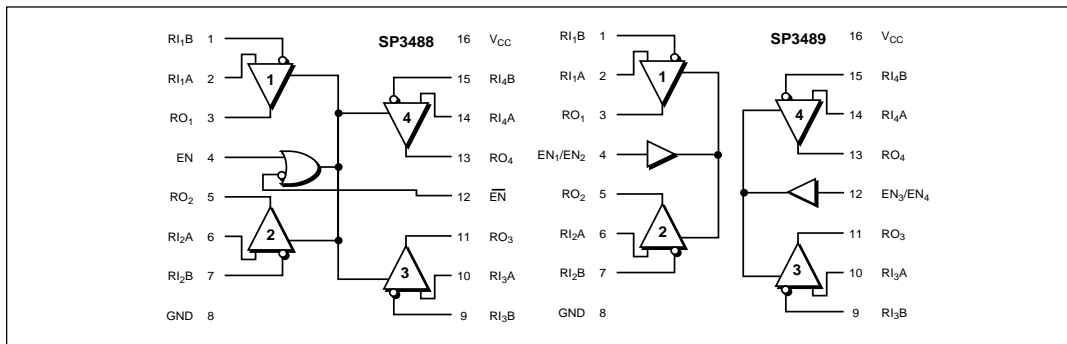 RI₁B 1 SP3488 16 V_CC
1
RI₁A 2 15 RI₄B
4
RO₁ 3 14 RI₄A
EN 4 13 RO₄
RO₂ 5 12 E̅N̅
RI₂A 6 2 11 RO₃
RI₂B 7 3 10 RI₃A
GND 8 9 RI₃B
RI₁B 1 SP3489 16 V_CC
1
RI₁A 2 15 RI₄B
4
RO₁ 3 14 RI₄A
EN₁/EN₂ 4 13 RO₄
RO₂ 5 12 EN₃/EN₄
RI₂A 6 2 11 RO₃
RI₂B 7 3 10 RI₃A
GND 8 9 RI₃B